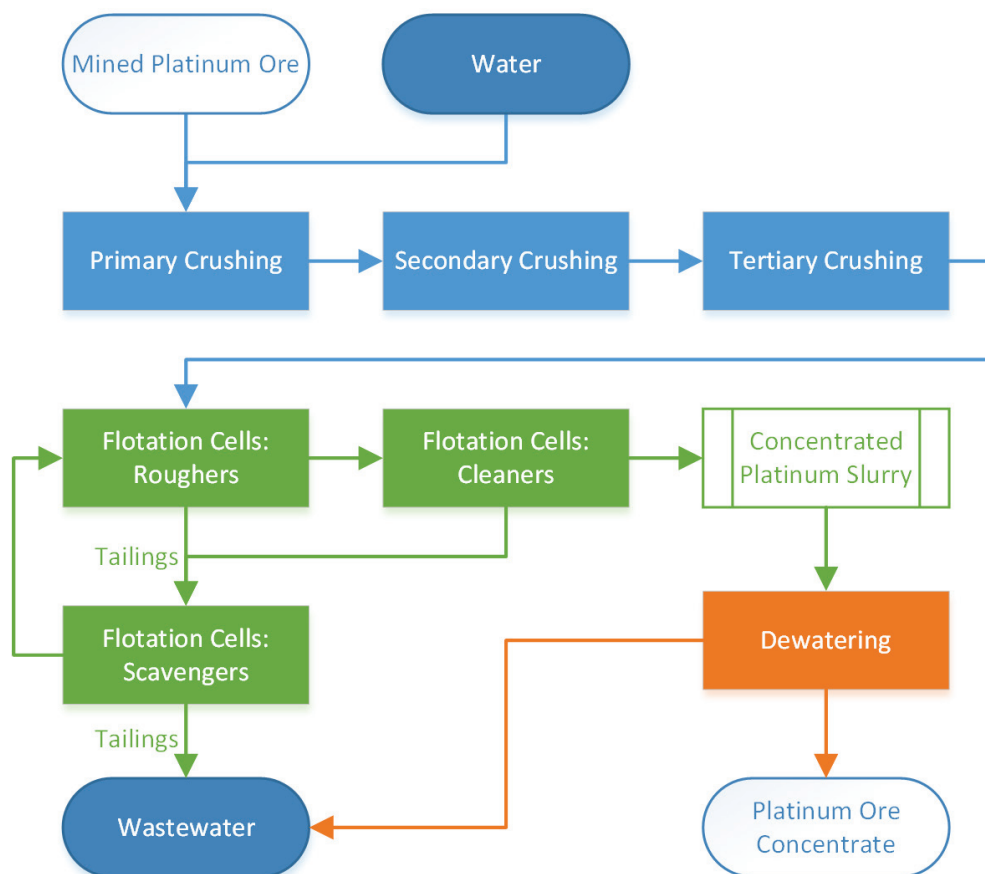 Mined Platinum Ore
Water
Primary Crushing
Secondary Crushing
Tertiary Crushing
Flotation Cells:
Roughers
Flotation Cells:
Cleaners
Concentrated
Platinum Slurry
Tailings
Flotation Cells:
Scavengers
Dewatering
Tailings
Wastewater
Platinum Ore
Concentrate